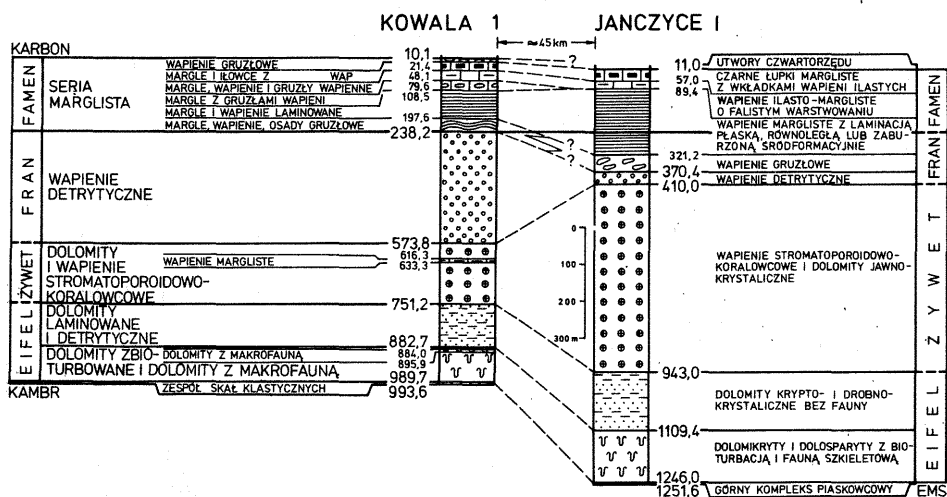 KOWALA 1
JANCZYCE I
≈45km
KARBON
FAMEN
FRAN
ŻYWET
EIFEL
KAMBR
SERIA
MARGLISTA
WAPIENIE GRUZŁOWE
MARGLE I IŁOWCE Z WAP
MARGLE, WAPIENIE I GRUZŁY WAPIENNE
MARGLE Z GRUZŁAMI WAPIENI
MARGLE I WAPIENIE LAMINOWANE
MARGLE, WAPIENIE, OSADY GRUZŁOWE
WAPIENIE
DETRYTYCZNE
DOLOMITY
I WAPIENIE
STROMATOPOROIDOWO-
KORALOWCOWE
WAPIENIE MARGLISTE
DOLOMITY
LAMINOWANE
I DETRYTYCZNE
DOLOMITY ZBIO-
TURBOWANE I DOLOMITY Z MAKROFAUNĄ
DOLOMITY Z MAKROFAUNĄ
ZESPÓŁ SKAŁ KLASTYCZNYCH
10,1
21,4
48,1
79,6
108,5
197,6
238,2
573,8
616,3
633,3
751,2
882,7
884,0
895,9
989,7
993,6
?
?
?
0
100
200
300m
11,0
57,0
89,4
321,2
370,4
410,0
943,0
1109,4
1246,0
1251,6
UTWORY CZWARTORZĘDU
CZARNE ŁUPKI MARGLISTE
Z WKŁADKAMI WAPIENI ILASTYCH
WAPIENIE ILASTO-MARGLISTE
O FALISTYM WARSTWOWANIU
WAPIENIE MARGLISTE Z LAMINACJĄ
PŁASKĄ, RÓWNOLEGŁĄ LUB ZABU-
RZONĄ ŚRÓDFORMACYJNIE
WAPIENIE GRUZŁOWE
WAPIENIE DETRYTYCZNE
WAPIENIE STROMATOPOROIDOWO-
KORALOWCOWE I DOLOMITY JAWNO-
KRYSTALICZNE
DOLOMITY KRYPTO- I DROBNO-
KRYSTALICZNE BEZ FAUNY
DOLOMIKRYTY I DOLOSPARYTY Z BIO-
TURBACJĄ I FAUNĄ SZKIELETOWĄ
GÓRNY KOMPLEKS PIASKOWCOWY
FAMEN
FRAN
ŻYWET
EIFEL
EMS